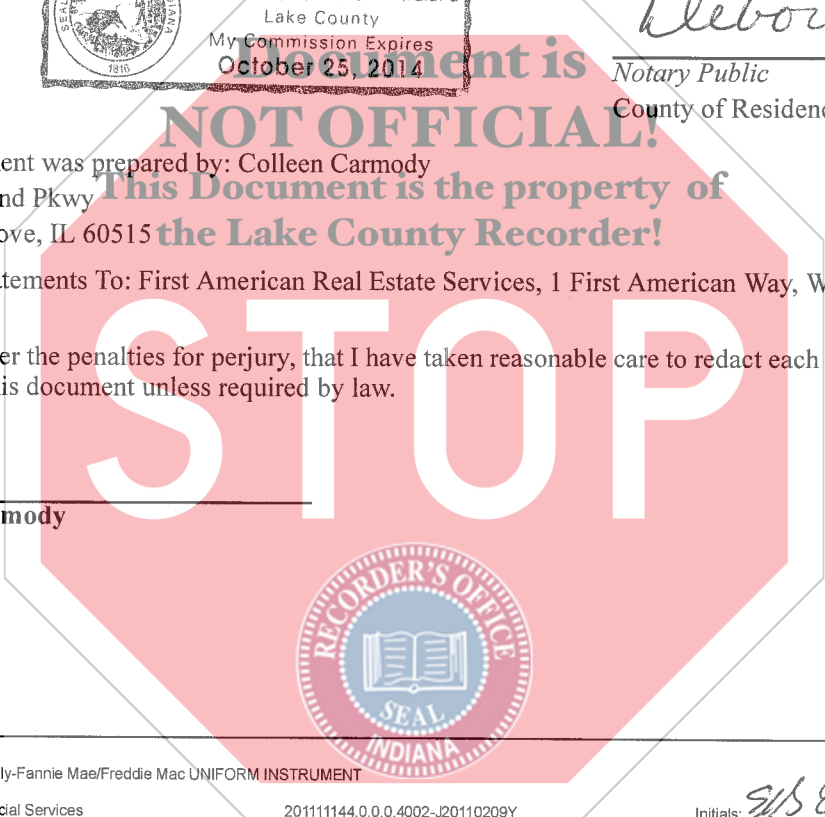 Lake County
My Commission Expires
October 25, 2014
SEAL
INDIANA
1816
Notary Public
County of Residen
Document is
NOT OFFICIAL!
This Document is the property of
the Lake County Recorder!
ent was prepared by: Colleen Carmody
nd Pkwy
ove, IL 60515
tements To: First American Real Estate Services, 1 First American Way, W
er the penalties for perjury, that I have taken reasonable care to redact each
is document unless required by law.
STOP
mody
RECORDER'S OFFICE
SEAL
INDIANA
ly-Fannie Mae/Freddie Mac UNIFORM INSTRUMENT
cial Services
201111144.0.0.0.4002-J20110209Y
Initials: